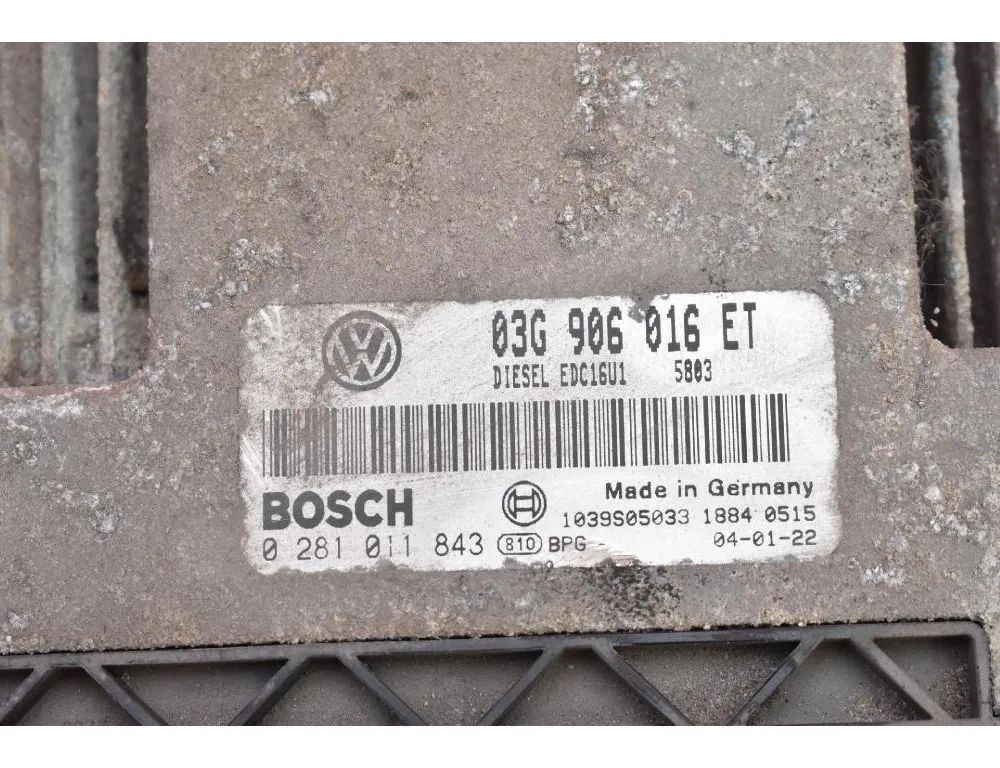 03G 906 016 ET
DIESEL EDC16U1 5803
BOSCH
Made in Germany
1039S05033 1884 0515
0 281 011 843 810 BPG
04-01-22